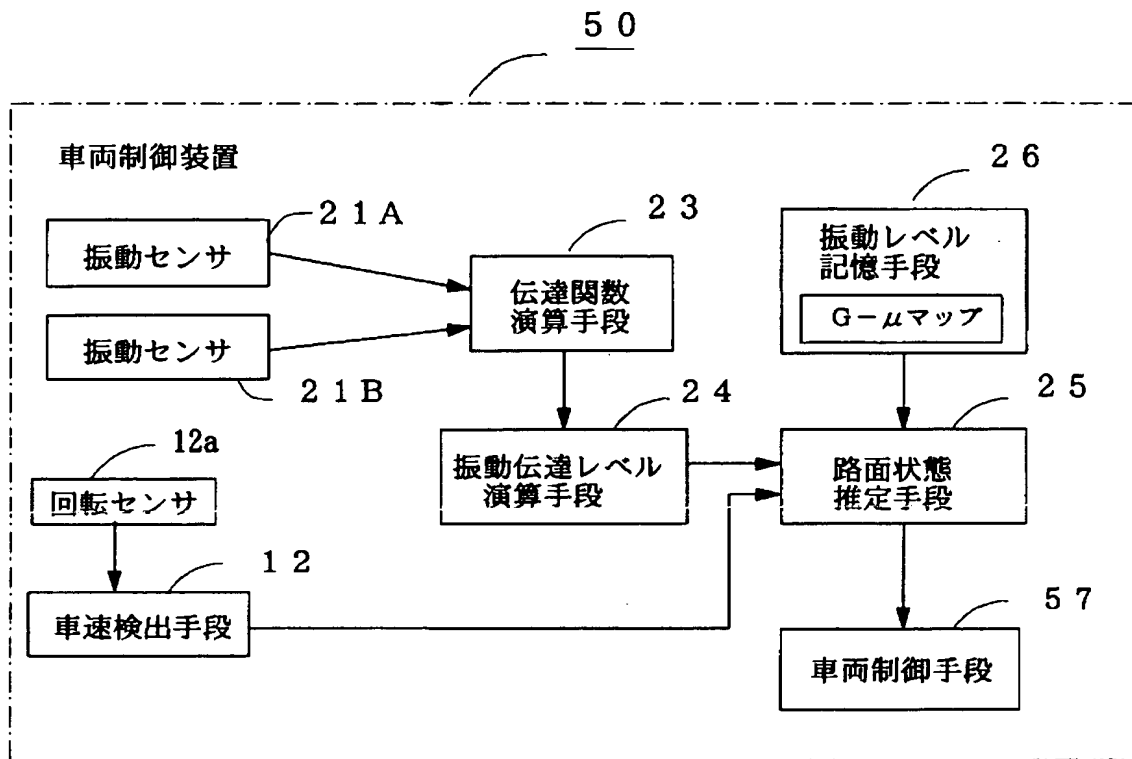 ５０
車両制御装置
２６
２１A
２３
振動センサ
振動レベル
記憶手段
G－μマップ
伝達関数
演算手段
振動センサ
２１B
２４
２５
12a
振動伝達レベル
演算手段
路面状態
推定手段
回転センサ
１２
５７
車速検出手段
車両制御手段